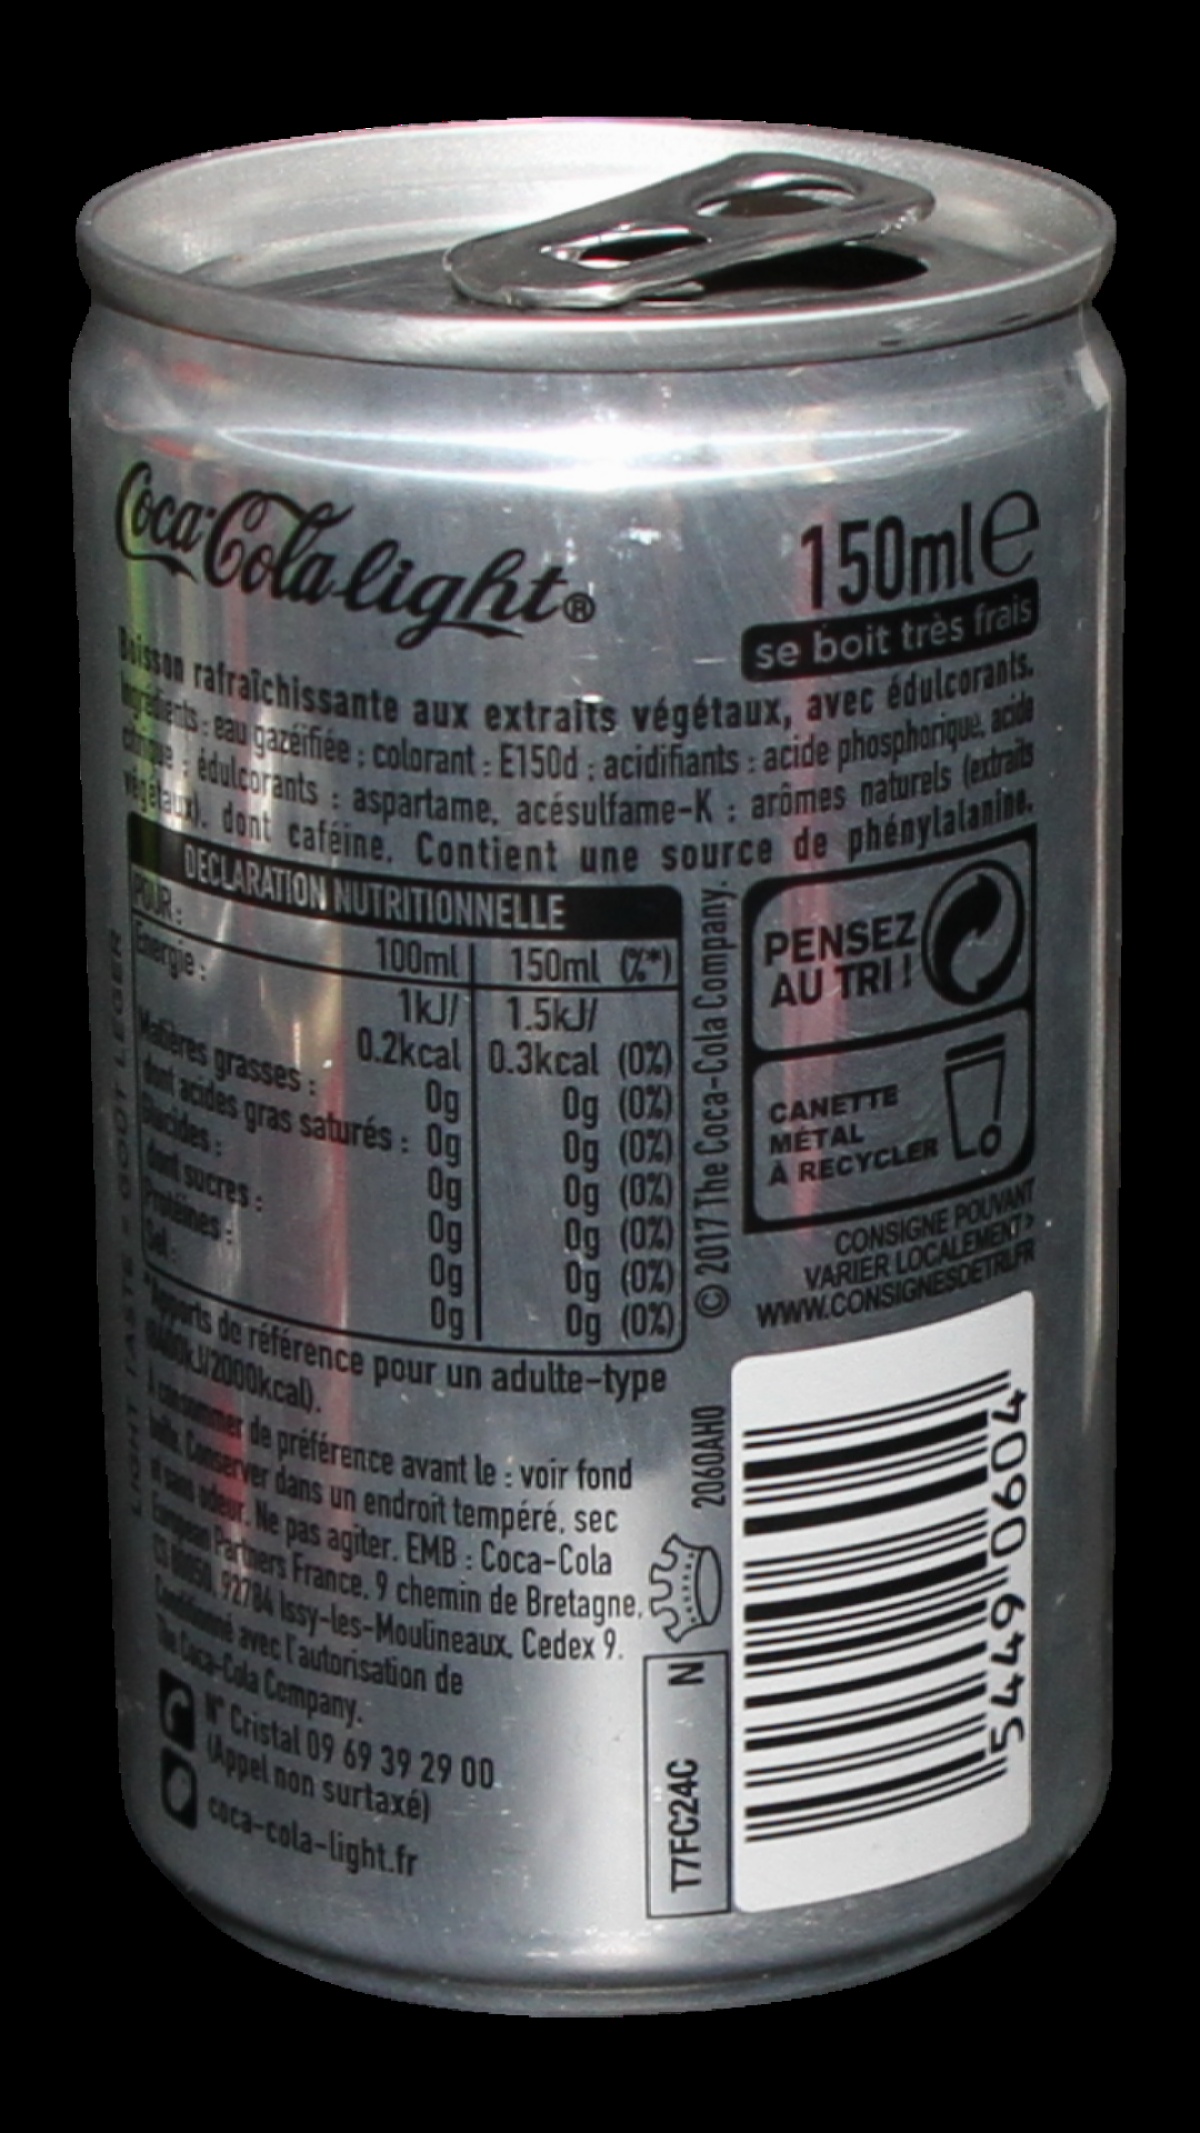 Coca-Cola light®
150ml e
se boit très frais
Boisson rafraîchissante aux extraits végétaux, avec édulcorants.
Ingrédients : eau gazéifiée ; colorant : E150d ; acidifiants : acide phosphorique, acide
citrique ; édulcorants : aspartame, acésulfame-K ; arômes naturels (extraits
végétaux), dont caféine. Contient une source de phénylalanine.
DECLARATION NUTRITIONNELLE
POUR : 100ml 150ml (%*)
Energie : 1kJ/ 1.5kJ/
0.2kcal 0.3kcal (0%)
Matières grasses : 0g 0g (0%)
dont acides gras saturés : 0g 0g (0%)
Glucides : 0g 0g (0%)
dont sucres : 0g 0g (0%)
Protéines : 0g 0g (0%)
Sel : 0g 0g (0%)
*Apports de référence pour un adulte-type
(8400kJ/2000kcal).
A consommer de préférence avant le : voir fond
boîte. Conserver dans un endroit tempéré, sec
et sans odeur. Ne pas agiter. EMB : Coca-Cola
European Partners France, 9 chemin de Bretagne,
CS 80050, 92784 Issy-les-Moulineaux, Cedex 9.
Conditionné avec l'autorisation de
The Coca-Cola Company.
N° Cristal 09 69 39 29 00
(Appel non surtaxé)
coca-cola-light.fr
LIGHT TASTE - GOUT LEGER
© 2017 The Coca-Cola Company.
2060AH0
T7FC24C N
PENSEZ
AU TRI !
CANETTE
MÉTAL
À RECYCLER
CONSIGNE POUVANT
VARIER LOCALEMENT>
WWW.CONSIGNESDETRI.FR
5449 0604